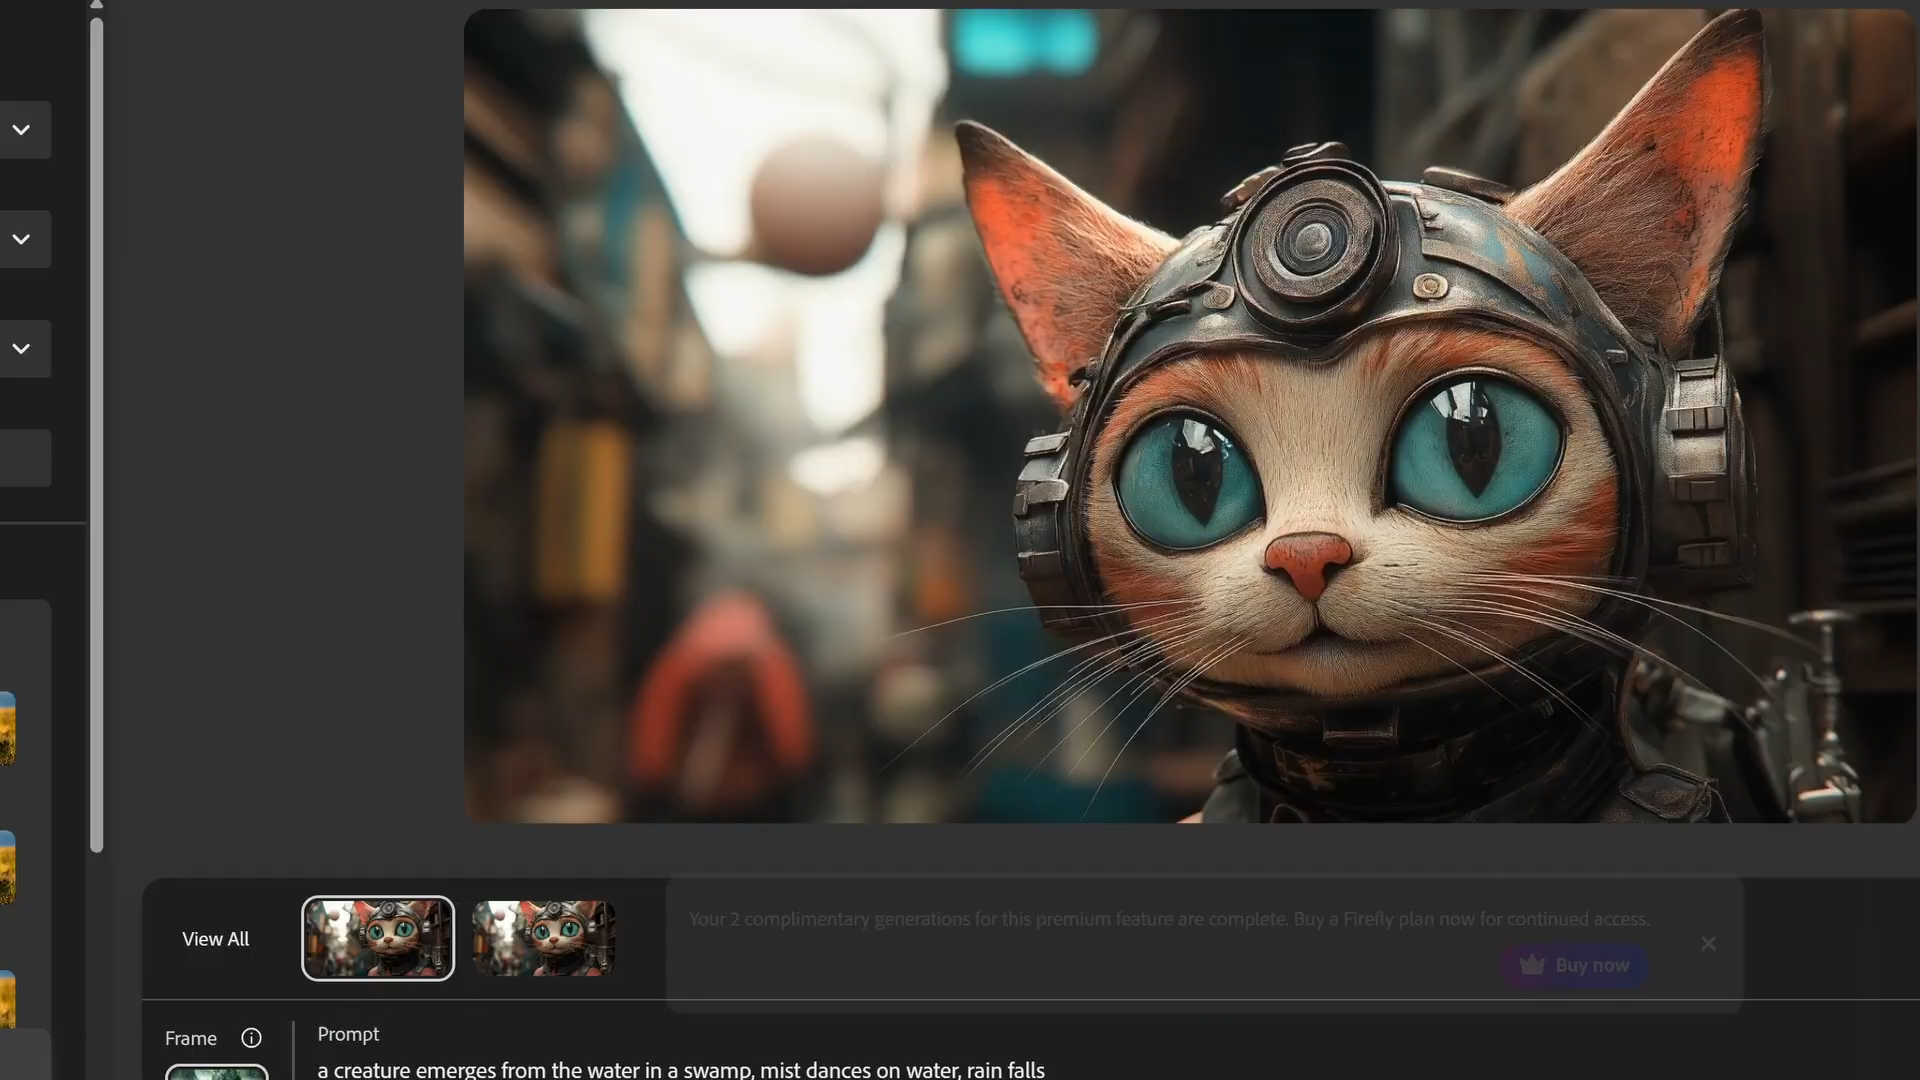 Your 2 complimentary generations for this premium feature are complete. Buy a Firefly plan now for continued access.
View All
Buy now
Frame
Prompt
a creature emerges from the water in a swamp, mist dances on water, rain falls